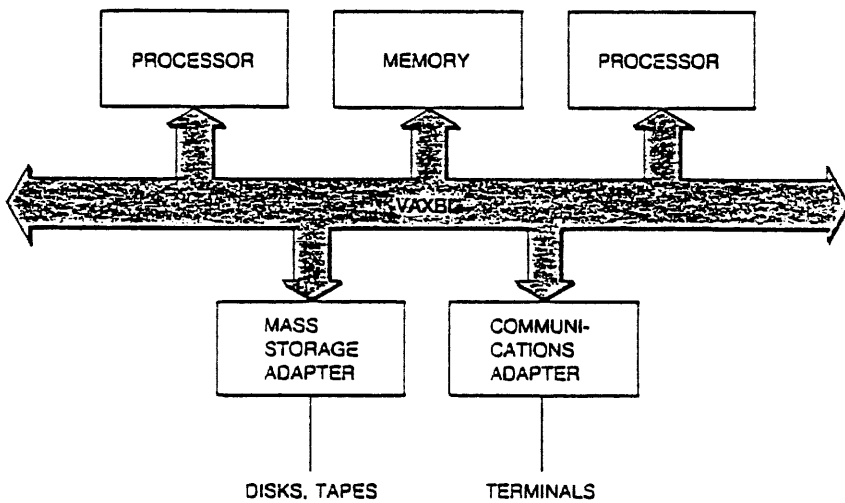 PROCESSOR
MEMORY
PROCESSOR
VAXBI
MASS
STORAGE
ADAPTER
COMMUNI-
CATIONS
ADAPTER
DISKS, TAPES
TERMINALS